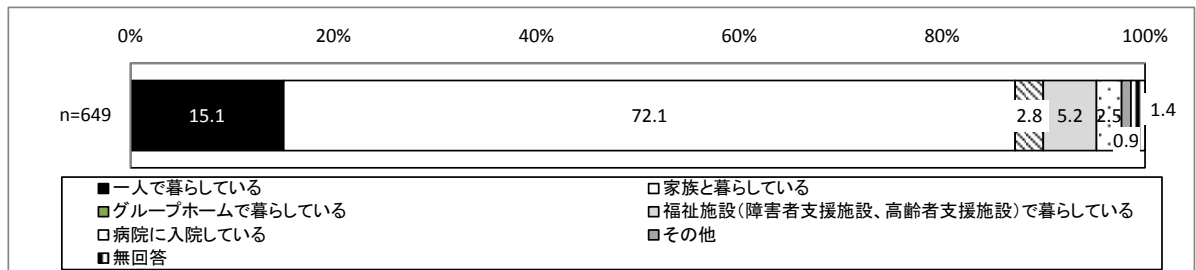 0% 20% 40% 60% 80% 100%
n=649 15.1 72.1 2.8 5.2 2.5 0.9 1.4
■一人で暮らしている □家族と暮らしている
■グループホームで暮らしている ■福祉施設(障害者支援施設、高齢者支援施設)で暮らしている
□病院に入院している ■その他
■無回答